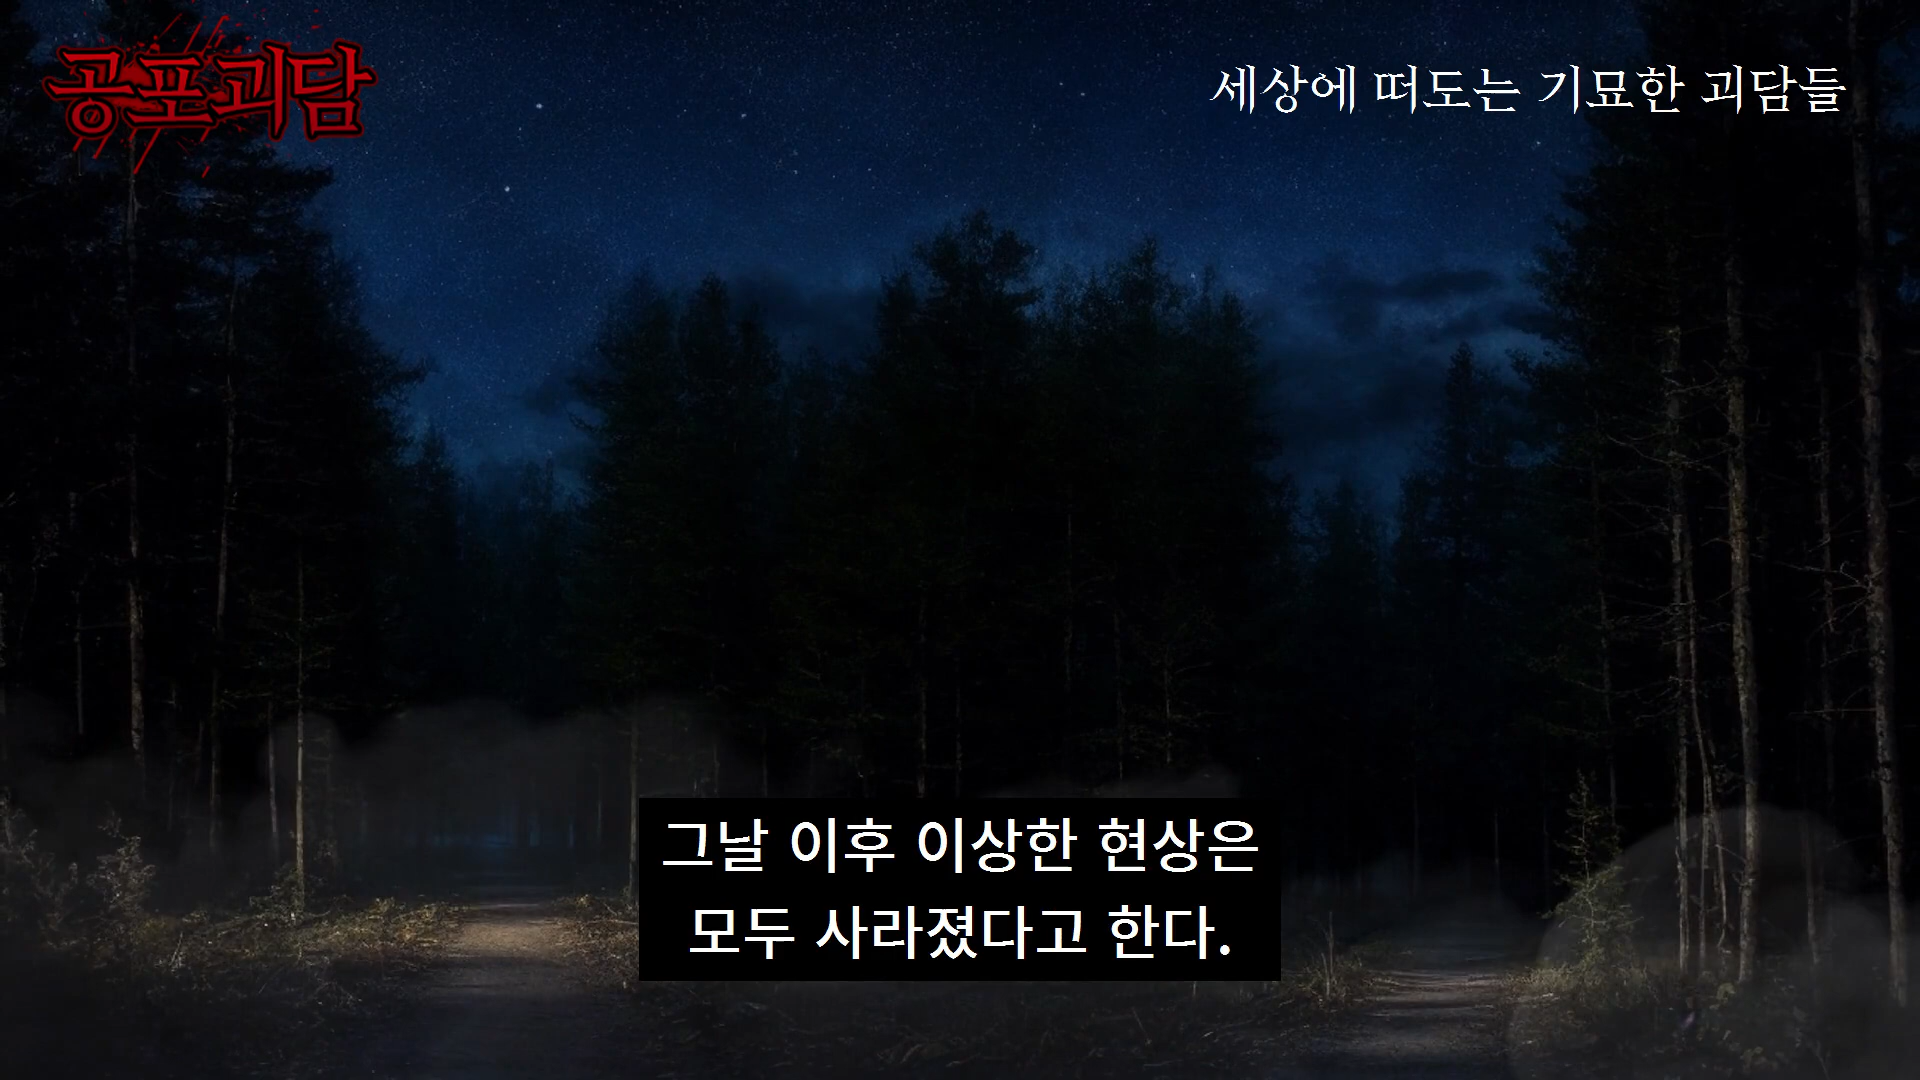 공포괴담
세상에 떠도는 기묘한 괴담들
그날 이후 이상한 현상은
모두 사라졌다고 한다.